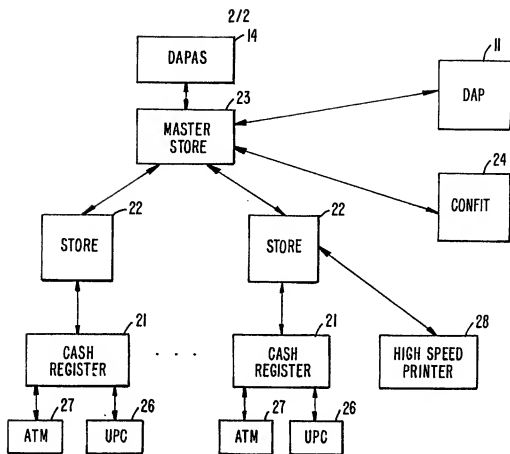 2/2
14
DAPAS
11
DAP
23
MASTER
STORE
24
CONFIT
22
STORE
22
STORE
21
CASH
REGISTER
. . . .
21
CASH
REGISTER
28
HIGH SPEED
PRINTER
27
ATM
26
UPC
27
ATM
26
UPC